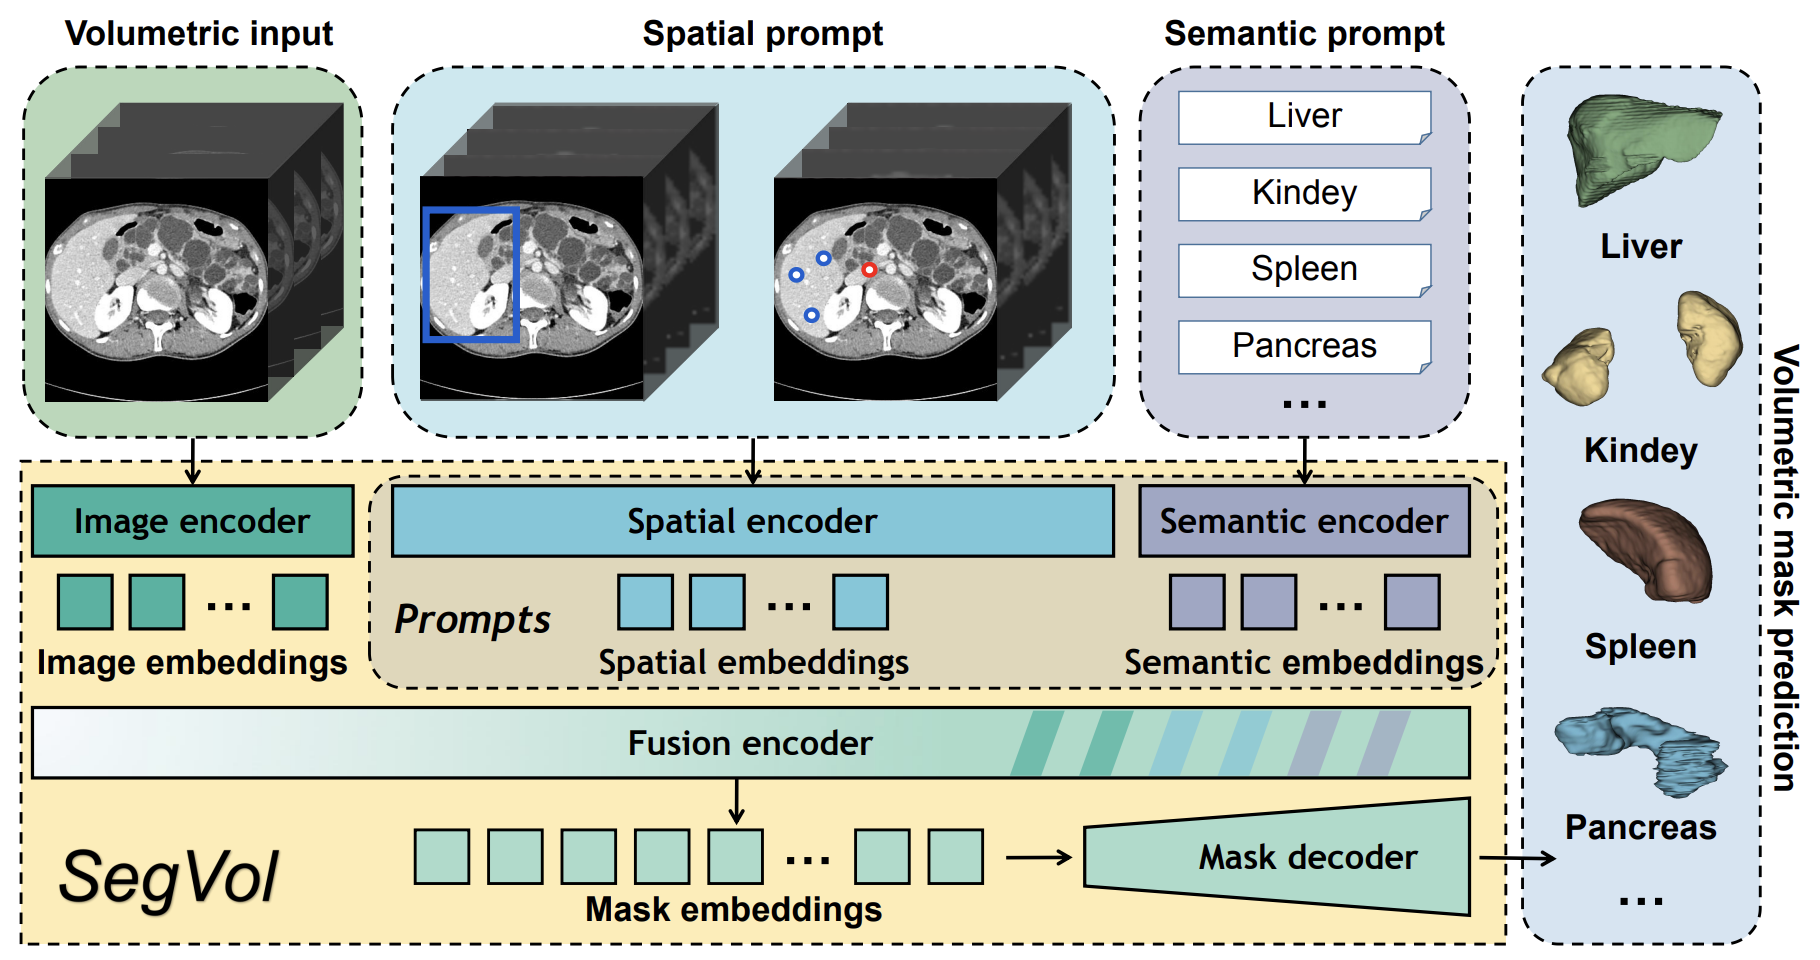 Volumetric input
Spatial prompt
Semantic prompt
Liver
Kindey
Spleen
Pancreas
...
Image encoder
Spatial encoder
Semantic encoder
...
...
...
Prompts
Image embeddings
Spatial embeddings
Semantic embeddings
Fusion encoder
...
Mask embeddings
Mask decoder
SegVol
Liver
Kindey
Spleen
Pancreas
...
Volumetric mask prediction